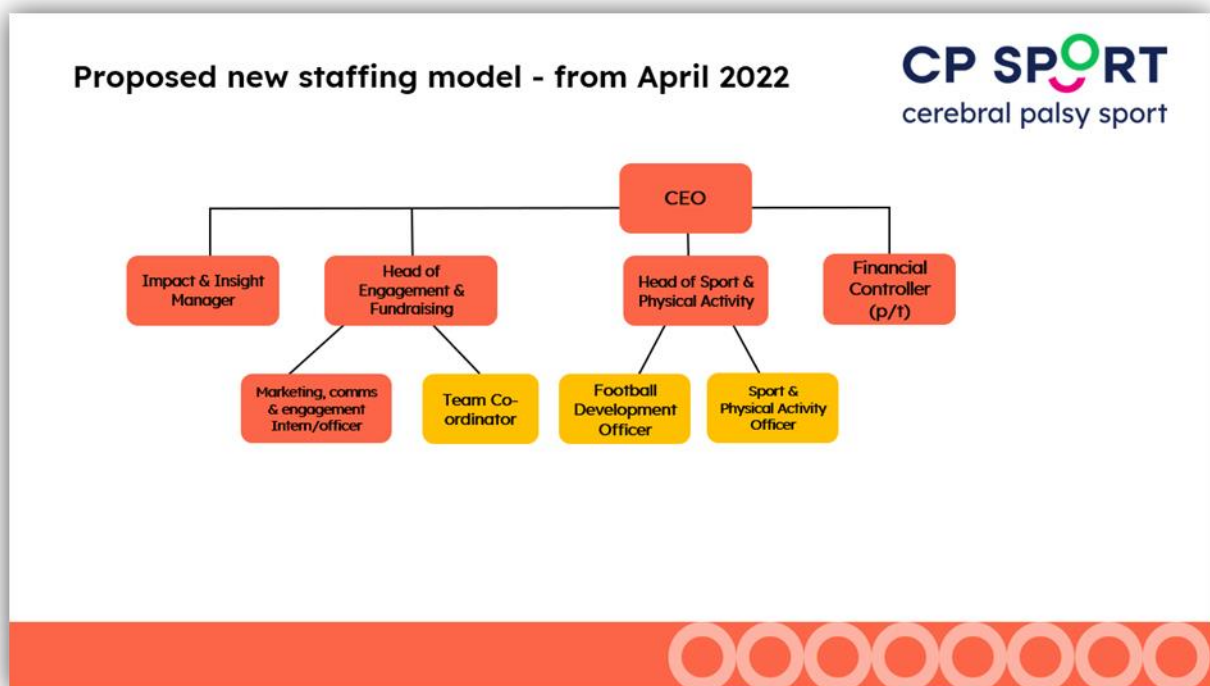 Proposed new staffing model - from April 2022
CP SPORT
cerebral palsy sport
CEO
Impact & Insight
Manager
Head of
Engagement &
Fundraising
Head of Sport &
Physical Activity
Financial
Controller
(p/t)
Marketing, comms
& engagement
Intern/officer
Team Co-
ordinator
Football
Development
Officer
Sport &
Physical Activity
Officer